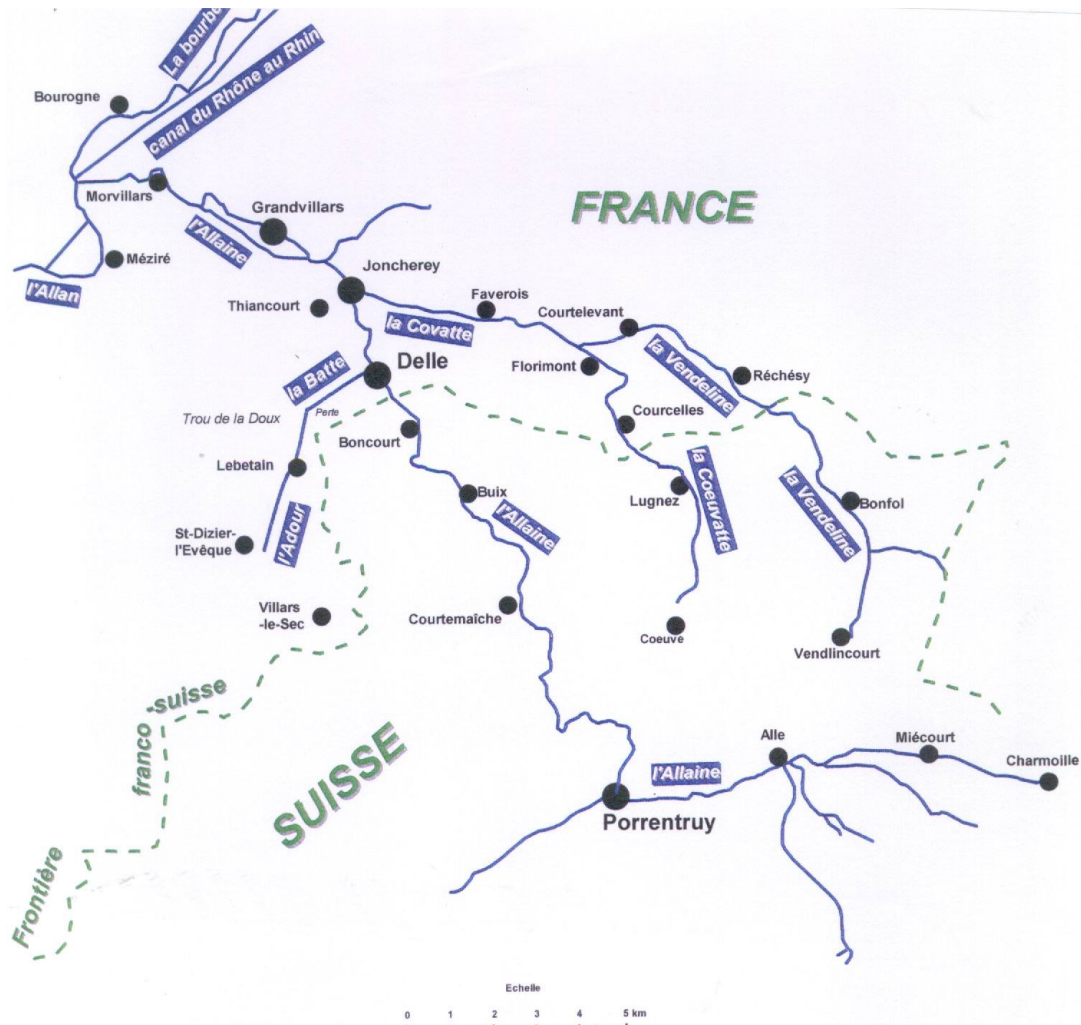 La bourbe
canal du Rhône au Rhin
Bourogne
Morvillars
Grandvillars
FRANCE
l'Allaine
Méziré
Joncherey
l'Allan
Thiancourt
Faverois
Courtelevant
la Covatte
la Vendeline
Delle
Florimont
Réchésy
la Batte
Trou de la Doux
Perte
Courcelles
Boncourt
Lebetain
Buix
l'Allaine
Lugnez
la Coeuvatte
la Vendeline
Bonfol
St-Dizier-
l'Evêque
l'Adour
Villars
-le-Sec
Courtemaîche
Coeuve
Vendlincourt
Frontière
franco
-suisse
SUISSE
Alle
Miécourt
Charmoille
l'Allaine
Porrentruy
Echelle
0 1 2 3 4 5 km